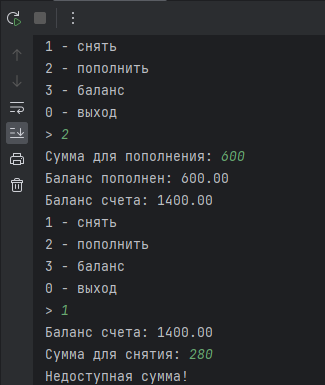 1 - снять
2 - пополнить
3 - баланс
0 - выход
> 2
Сумма для пополнения: 600
Баланс пополнен: 600.00
Баланс счета: 1400.00
1 - снять
2 - пополнить
3 - баланс
0 - выход
> 1
Баланс счета: 1400.00
Сумма для снятия: 280
Недоступная сумма!